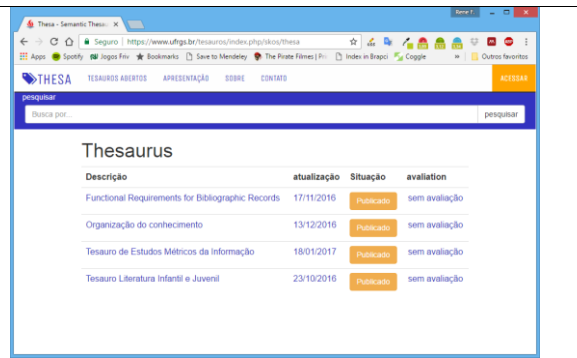 Rene F.
Thesa - Semantic Thesau
Seguro | https://www.ufrgs.br/tesauros/index.php/skos/thesa
Apps Spotify Jogos Friv Bookmarks Save to Mendeley The Pirate Filmes | Index in Brapci Coggle » Outros favoritos
THESA TESAUROS ABERTOS APRESENTAÇÃO SOBRE CONTATO ACESSAR
pesquisar
Busca por... pesquisar
Thesaurus
Descrição atualização Situação avaliation
Functional Requirements for Bibliographic Records 17/11/2016 Publicado sem avaliação
Organização do conhecimento 13/12/2016 Publicado sem avaliação
Tesauro de Estudos Métricos da Informação 18/01/2017 Publicado sem avaliação
Tesauro Literatura Infantil e Juvenil 23/10/2016 Publicado sem avaliação